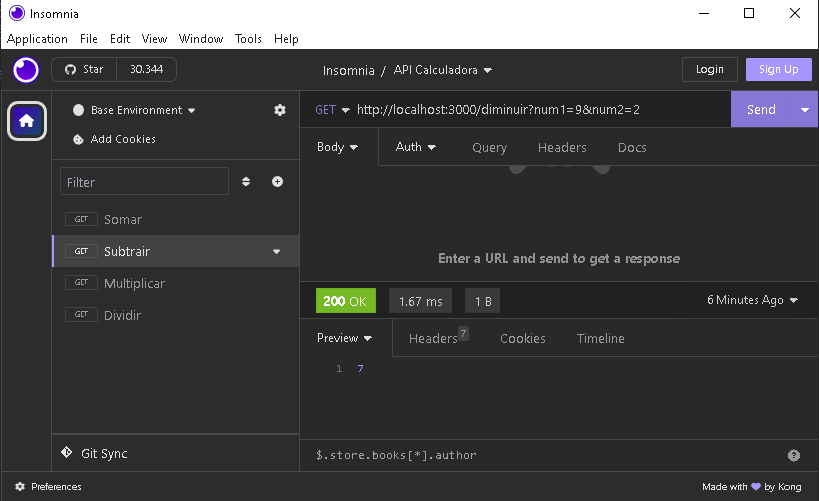 Insomnia
Application File Edit View Window Tools Help
Star 30.344 Insomnia / API Calculadora Login Sign Up
Base Environment
Add Cookies
GET http://localhost:3000/diminuir?num1=9&num2=2 Send
Body Auth Query Headers Docs
Filter
GET Somar
GET Subtrair
GET Multiplicar
GET Dividir
Enter a URL and send to get a response
200 OK 1.67 ms 1 B 6 Minutes Ago
Preview Headers 7 Cookies Timeline
1 7
Git Sync
$.store.books[*].author ?
Preferences Made with by Kong